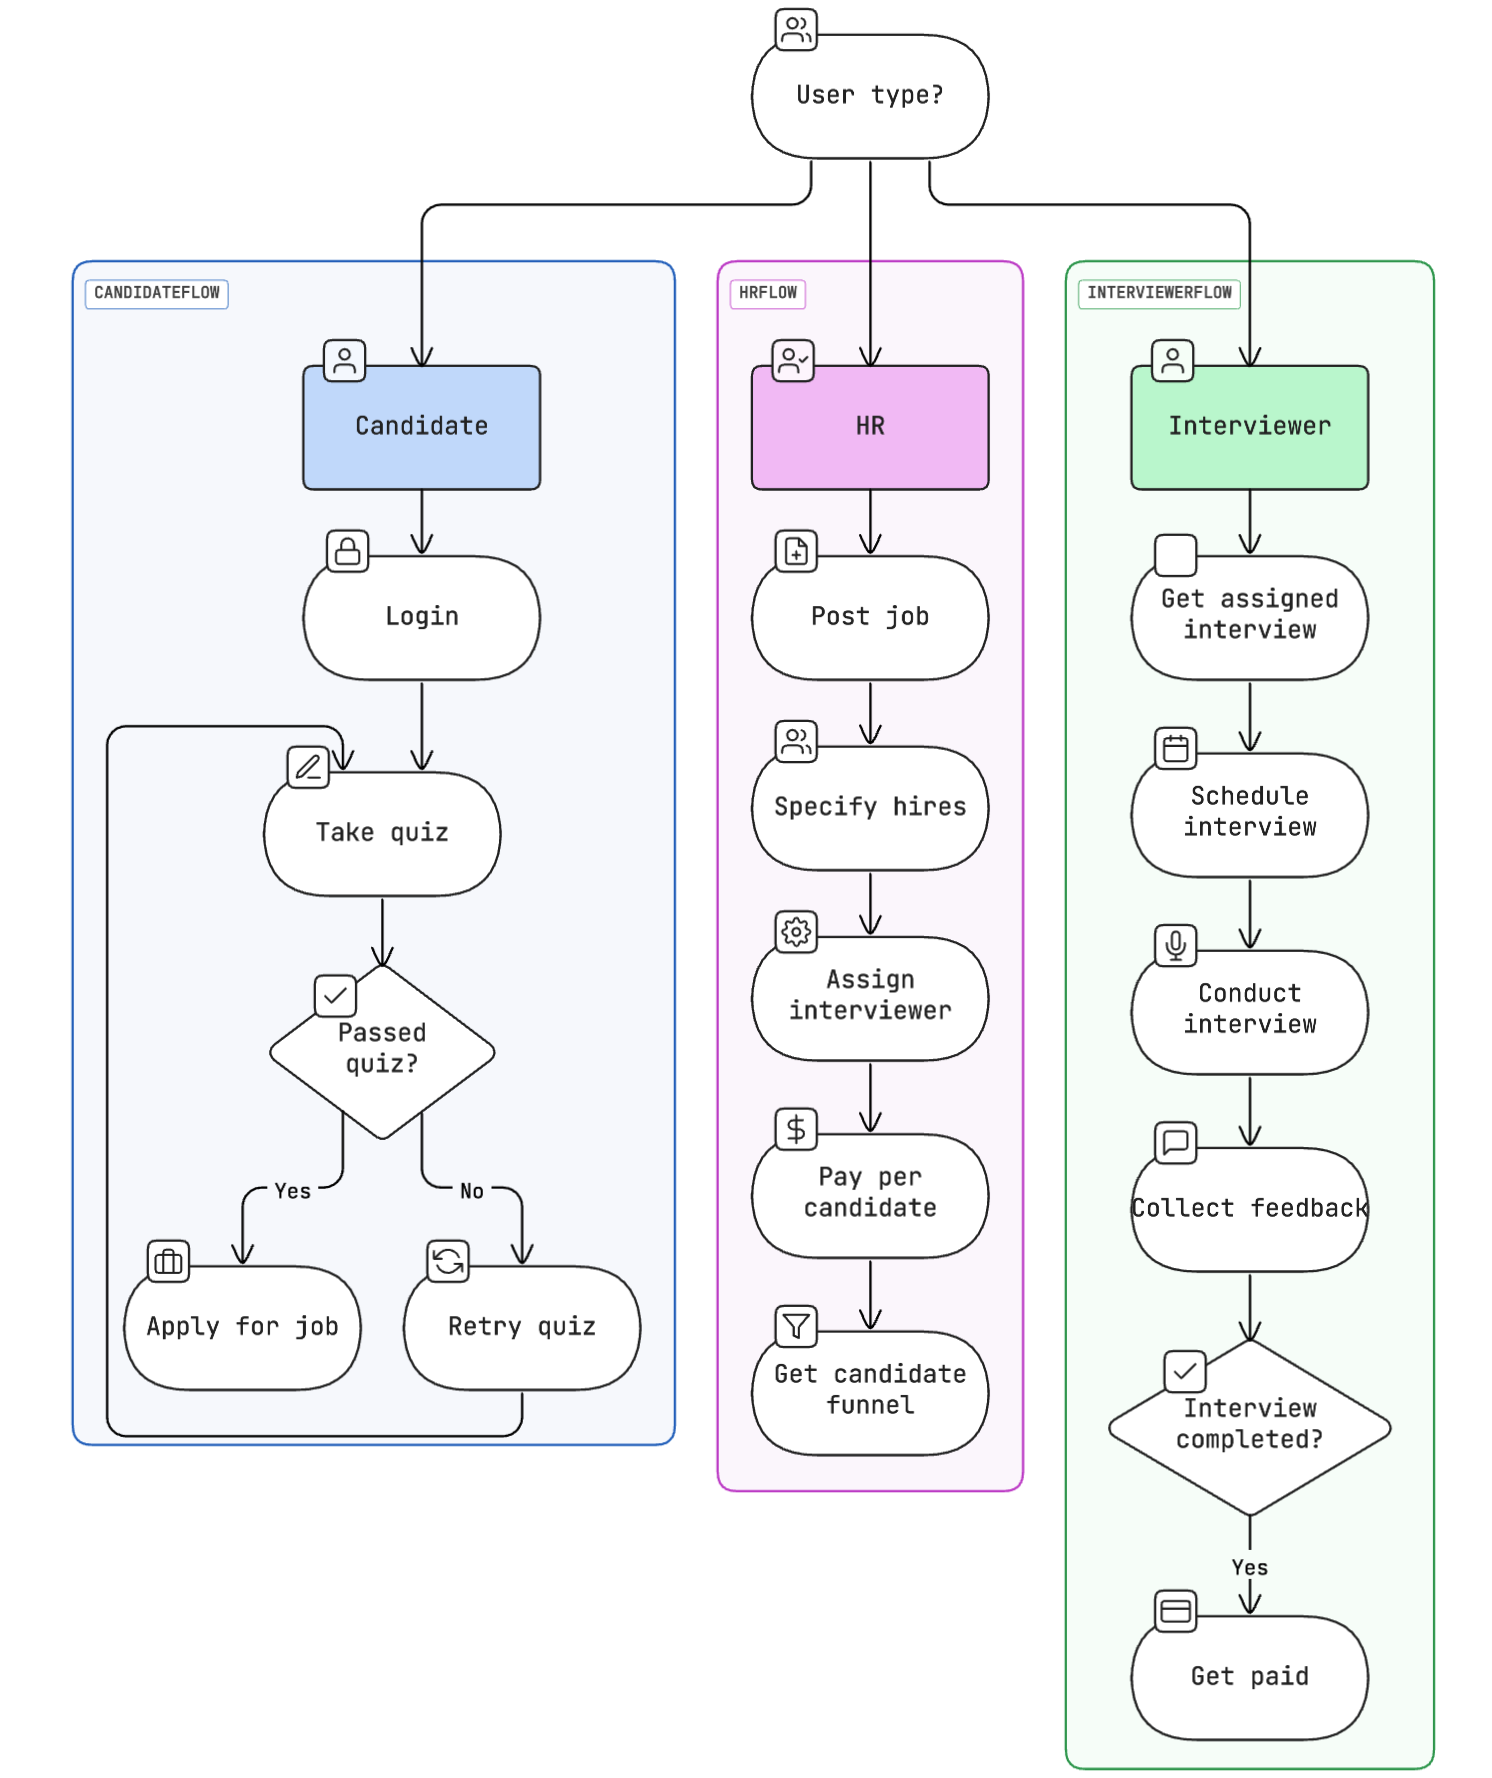 User type?
CANDIDATEFLOW
Candidate
Login
Take quiz
Passed
quiz?
Yes
No
Apply for job
Retry quiz
HRFLOW
HR
Post job
Specify hires
Assign
interviewer
Pay per
candidate
Get candidate
funnel
INTERVIEWERFLOW
Interviewer
Get assigned
interview
Schedule
interview
Conduct
interview
Collect feedback
Interview
completed?
Yes
Get paid